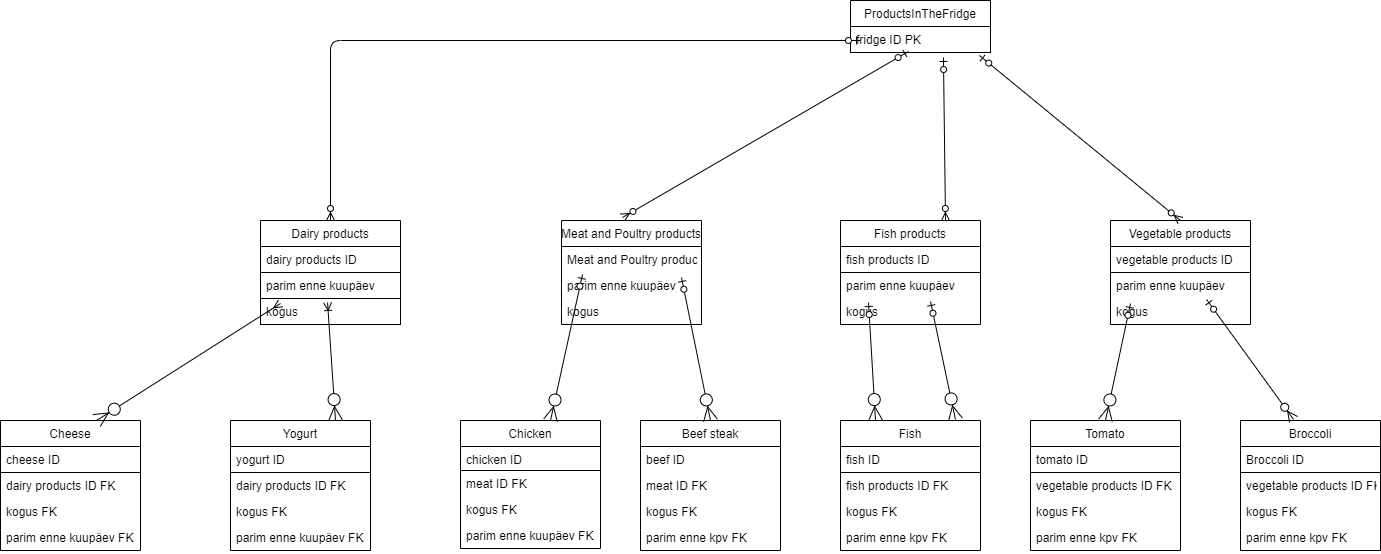 ProductsInTheFridge
fridge ID PK
Dairy products
dairy products ID
parim enne kuupäev
kogus
Meat and Poultry products
Meat and Poultry produc
parim enne kuupäev
kogus
Fish products
fish products ID
parim enne kuupäev
kogus
Vegetable products
vegetable products ID
parim enne kuupäev
kogus
Cheese
cheese ID
dairy products ID FK
kogus FK
parim enne kuupäev FK
Yogurt
yogurt ID
dairy products ID FK
kogus FK
parim enne kuupäev FK
Chicken
chicken ID
meat ID FK
kogus FK
parim enne kuupäev FK
Beef steak
beef ID
meat ID FK
kogus FK
parim enne kpv FK
Fish
fish ID
fish products ID FK
kogus FK
parim enne kpv FK
Tomato
tomato ID
vegetable products ID FK
kogus FK
parim enne kpv FK
Broccoli
Broccoli ID
vegetable products ID FK
kogus FK
parim enne kpv FK